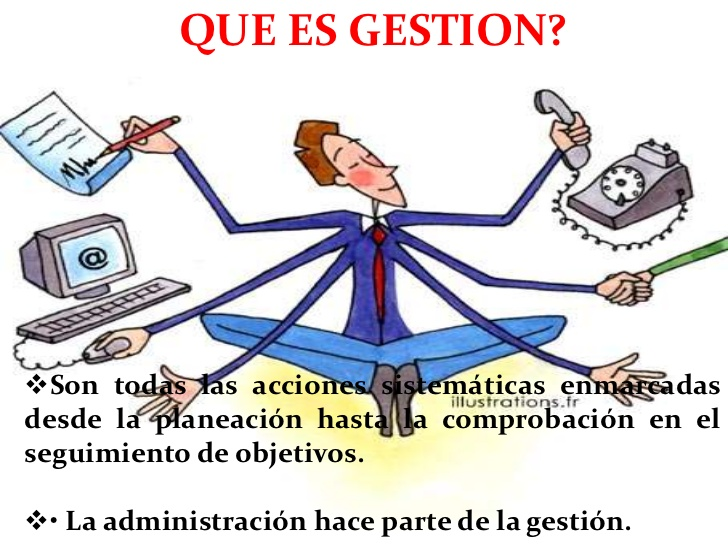 QUE ES GESTION?
@
❖Son todas las acciones sistemáticas enmarcadas
illustrations.fr
desde la planeación hasta la comprobación en el
seguimiento de objetivos.
❖• La administración hace parte de la gestión.